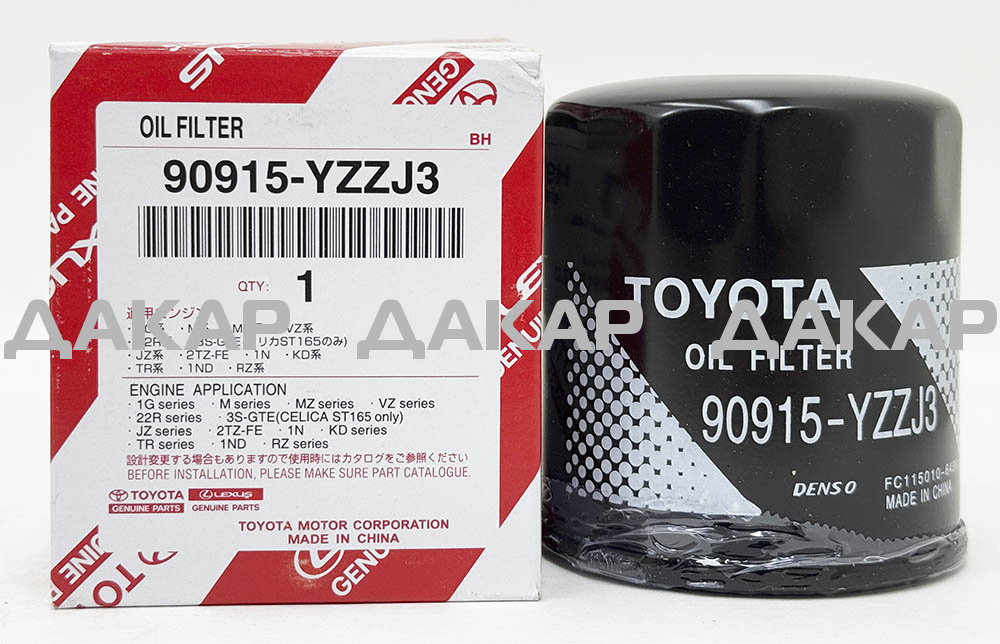 OIL FILTER
BH
90915-YZZJ3
QTY: 1
22R
JZ系 ・2TZ-FE ・1N ・KD系
TR系 ・1ND ・RZ系
ENGINE APPLICATION
・1G series ・M series ・MZ series ・VZ series
・22R series ・3S-GTE(CELICA ST165 only)
・JZ series ・2TZ-FE ・1N ・KD series
・TR series ・1ND ・RZ series
設計変更する場合もありますので使用時にはカタログをご参照ください
BEFORE INSTALLATION, PLEASE MAKE SURE PART CATALOGUE.
TOYOTA
GENUINE PARTS
LEXUS
GENUINE PARTS
TOYOTA MOTOR CORPORATION
MADE IN CHINA
GENUINE
TOYOTA
OIL FILTER
90915-YZZJ3
DENSO
FC115010-
MADE IN CHINA
ДАКАР ДАКАР ДАКАР